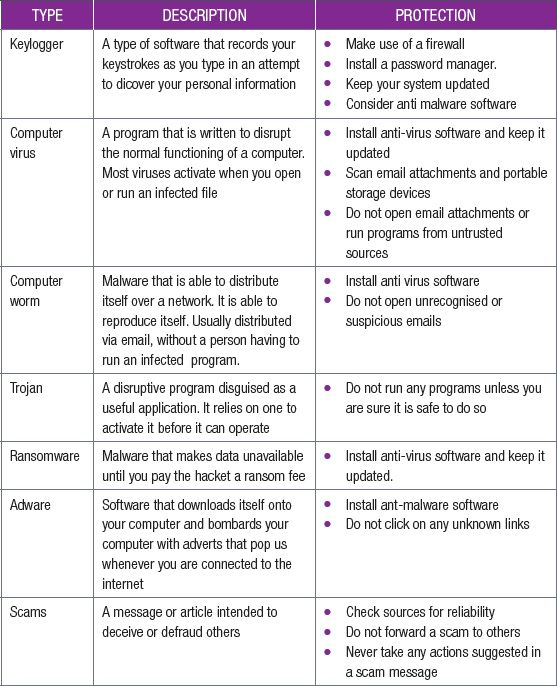 TYPE DESCRIPTION PROTECTION
Keylogger
A type of software that records your
keystrokes as you type in an attempt
to dicover your personal information
● Make use of a firewall
● Install a password manager.
● Keep your system updated
● Consider anti malware software
Computer
virus
A program that is written to disrupt
the normal functioning of a computer.
Most viruses activate when you open
or run an infected file
● Install anti-virus software and keep it
updated
● Scan email attachments and portable
storage devices
● Do not open email attachments or
run programs from untrusted
sources
Computer
worm
Malware that is able to distribute
itself over a network. It is able to
reproduce itself. Usually distributed
via email, without a person having to
run an infected program.
● Install anti virus software
● Do not open unrecognised or
suspicious emails
Trojan
A disruptive program disguised as a
useful application. It relies on one to
activate it before it can operate
● Do not run any programs unless you
are sure it is safe to do so
Ransomware
Malware that makes data unavailable
until you pay the hacket a ransom fee
● Install anti-virus software and keep it
updated.
Adware
Software that downloads itself onto
your computer and bombards your
computer with adverts that pop us
whenever you are connected to the
internet
● Install ant-malware software
● Do not click on any unknown links
Scams
A message or article intended to
deceive or defraud others
● Check sources for reliability
● Do not forward a scam to others
● Never take any actions suggested in
a scam message